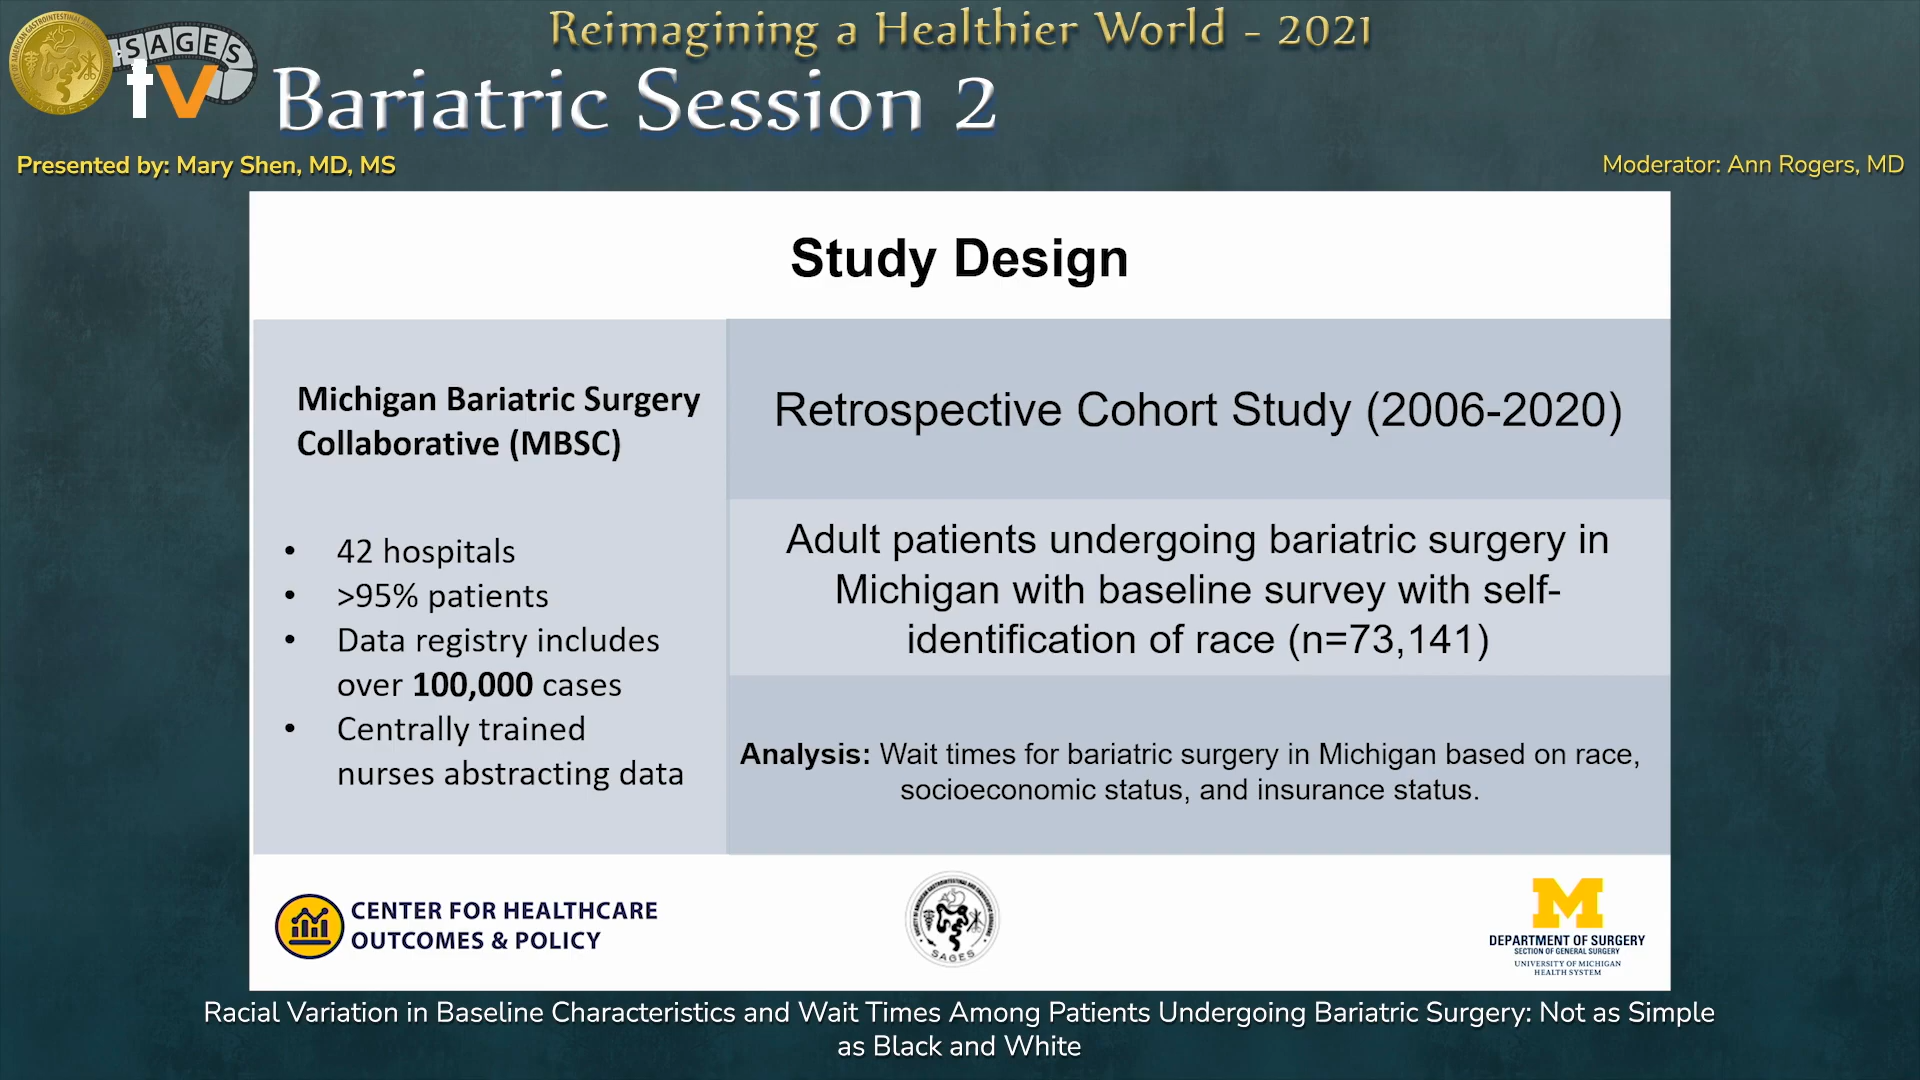 Reimagining a Healthier World - 2021
SAGES
tv
Bariatric Session 2
Presented by: Mary Shen, MD, MS
Moderator: Ann Rogers, MD
Study Design
Michigan Bariatric Surgery
Collaborative (MBSC)
• 42 hospitals
• >95% patients
• Data registry includes
over 100,000 cases
• Centrally trained
nurses abstracting data
Retrospective Cohort Study (2006-2020)
Adult patients undergoing bariatric surgery in
Michigan with baseline survey with self-
identification of race (n=73,141)
Analysis: Wait times for bariatric surgery in Michigan based on race,
socioeconomic status, and insurance status.
CENTER FOR HEALTHCARE
OUTCOMES & POLICY
SAGES
M
DEPARTMENT OF SURGERY
SECTION OF GENERAL SURGERY
UNIVERSITY OF MICHIGAN
HEALTH SYSTEM
Racial Variation in Baseline Characteristics and Wait Times Among Patients Undergoing Bariatric Surgery: Not as Simple
as Black and White